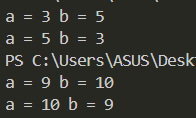 a = 3 b = 5
a = 5 b = 3
PS C:\Users\ASUS\Desk
a = 9 b = 10
a = 10 b = 9